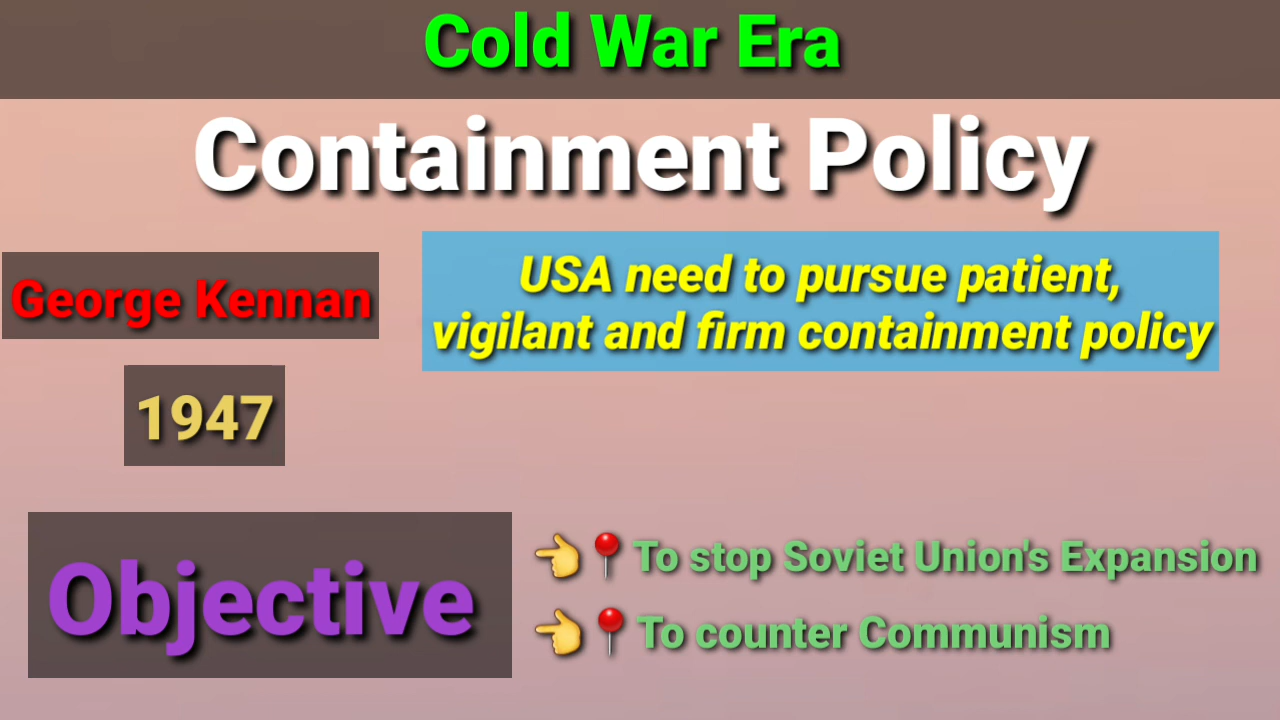 Cold War Era
Containment Policy
George Kennan
USA need to pursue patient,
vigilant and firm containment policy
1947
Objective
👈📍To stop Soviet Union's Expansion
👈📍To counter Communism